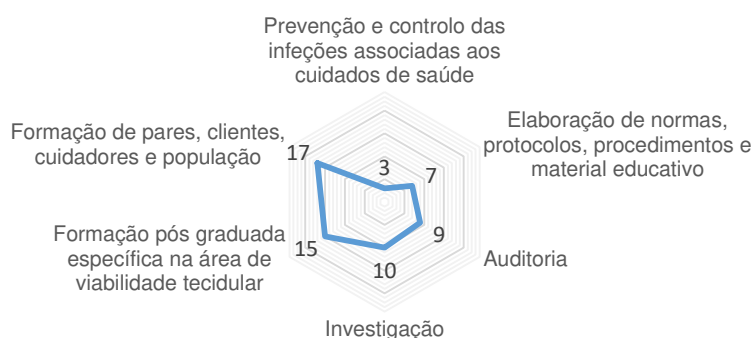 Prevenção e controlo das
infeções associadas aos
cuidados de saúde
Elaboração de normas,
protocolos, procedimentos e
material educativo
Auditoria
Investigação
Formação pós graduada
específica na área de
viabilidade tecidular
Formação de pares, clientes,
cuidadores e população
3
7
9
10
15
17